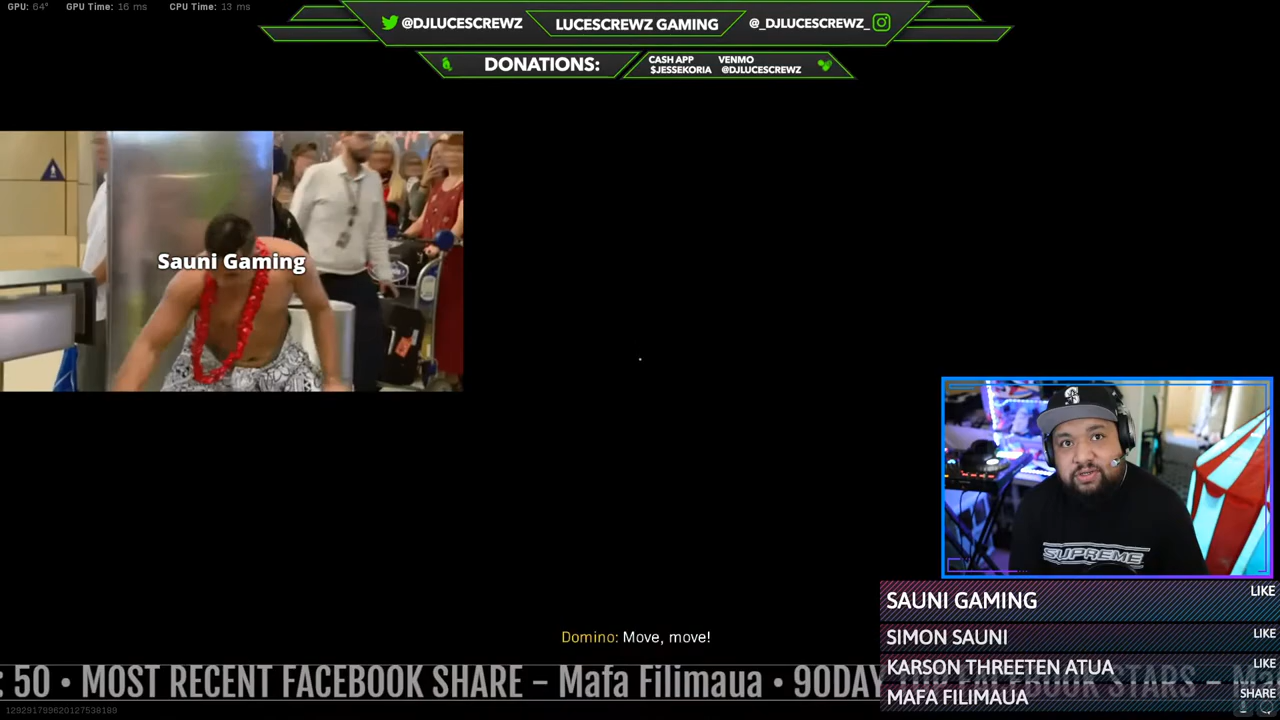 GPU: 64° GPU Time: 16 ms CPU Time: 13 ms
@DJLUCESCREWZ
LUCESCREWZ GAMING
@_DJLUCESCREWZ_
DONATIONS:
CASH APP
$JESSEKORIA
VENMO
@DJLUCESCREWZ
Sauni Gaming
SUPREME
SAUNI GAMING LIKE
SIMON SAUNI LIKE
KARSON THREETEN ATUA LIKE
MAFA FILIMAUA SHARE
Domino: Move, move!
: 50 • MOST RECENT FACEBOOK SHARE - Mafa Filimaua • 90DAY